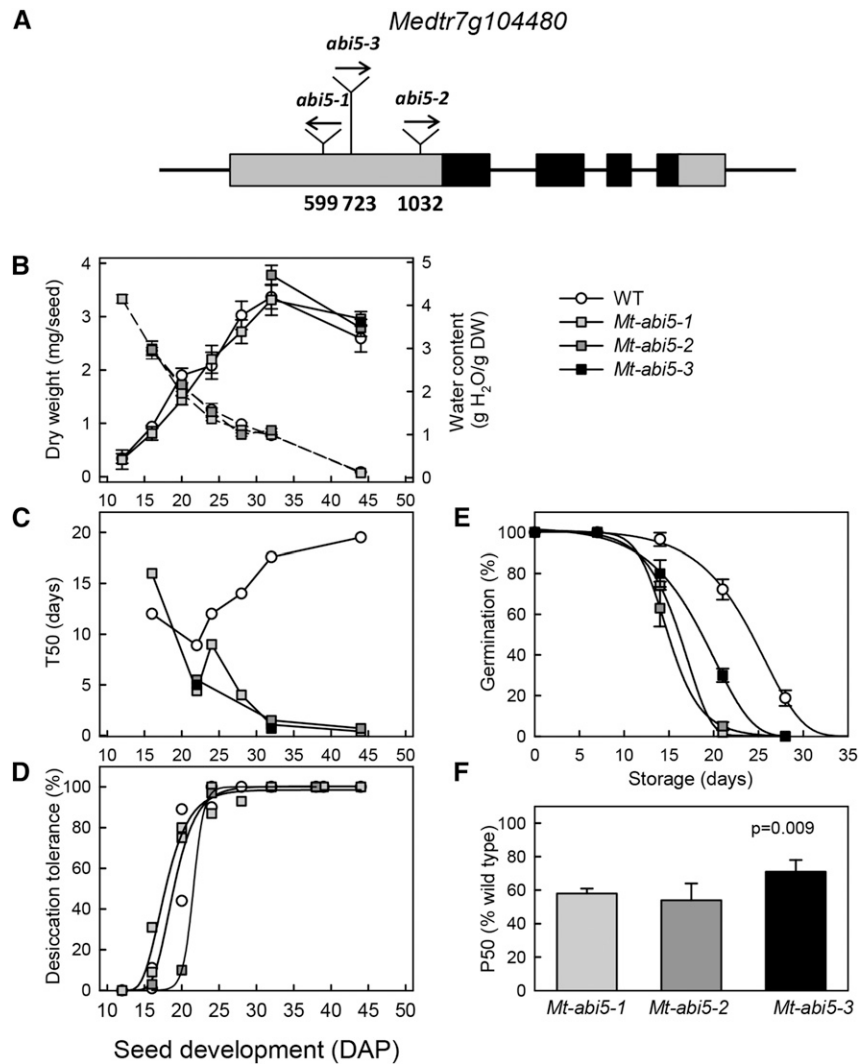 A
Medtr7g104480
abi5-3
abi5-1
abi5-2
599 723 1032
B
Dry weight (mg/seed)
4
3
2
1
0
10 15 20 25 30 35 40 45
5
4
3
2
1
0
Water content
(g H2O/g DW)
WT
Mt-abi5-1
Mt-abi5-2
Mt-abi5-3
C
T50 (days)
20
15
10
5
0
10 15 20 25 30 35 40 45
D
Desiccation tolerance (%)
100
80
60
40
20
0
10 15 20 25 30 35 40 45
Seed development (DAP)
E
Germination (%)
100
80
60
40
20
0
0 5 10 15 20 25 30 35
Storage (days)
F
P50 (% wild type)
100
80
60
40
20
0
p=0.009
Mt-abi5-1 Mt-abi5-2 Mt-abi5-3